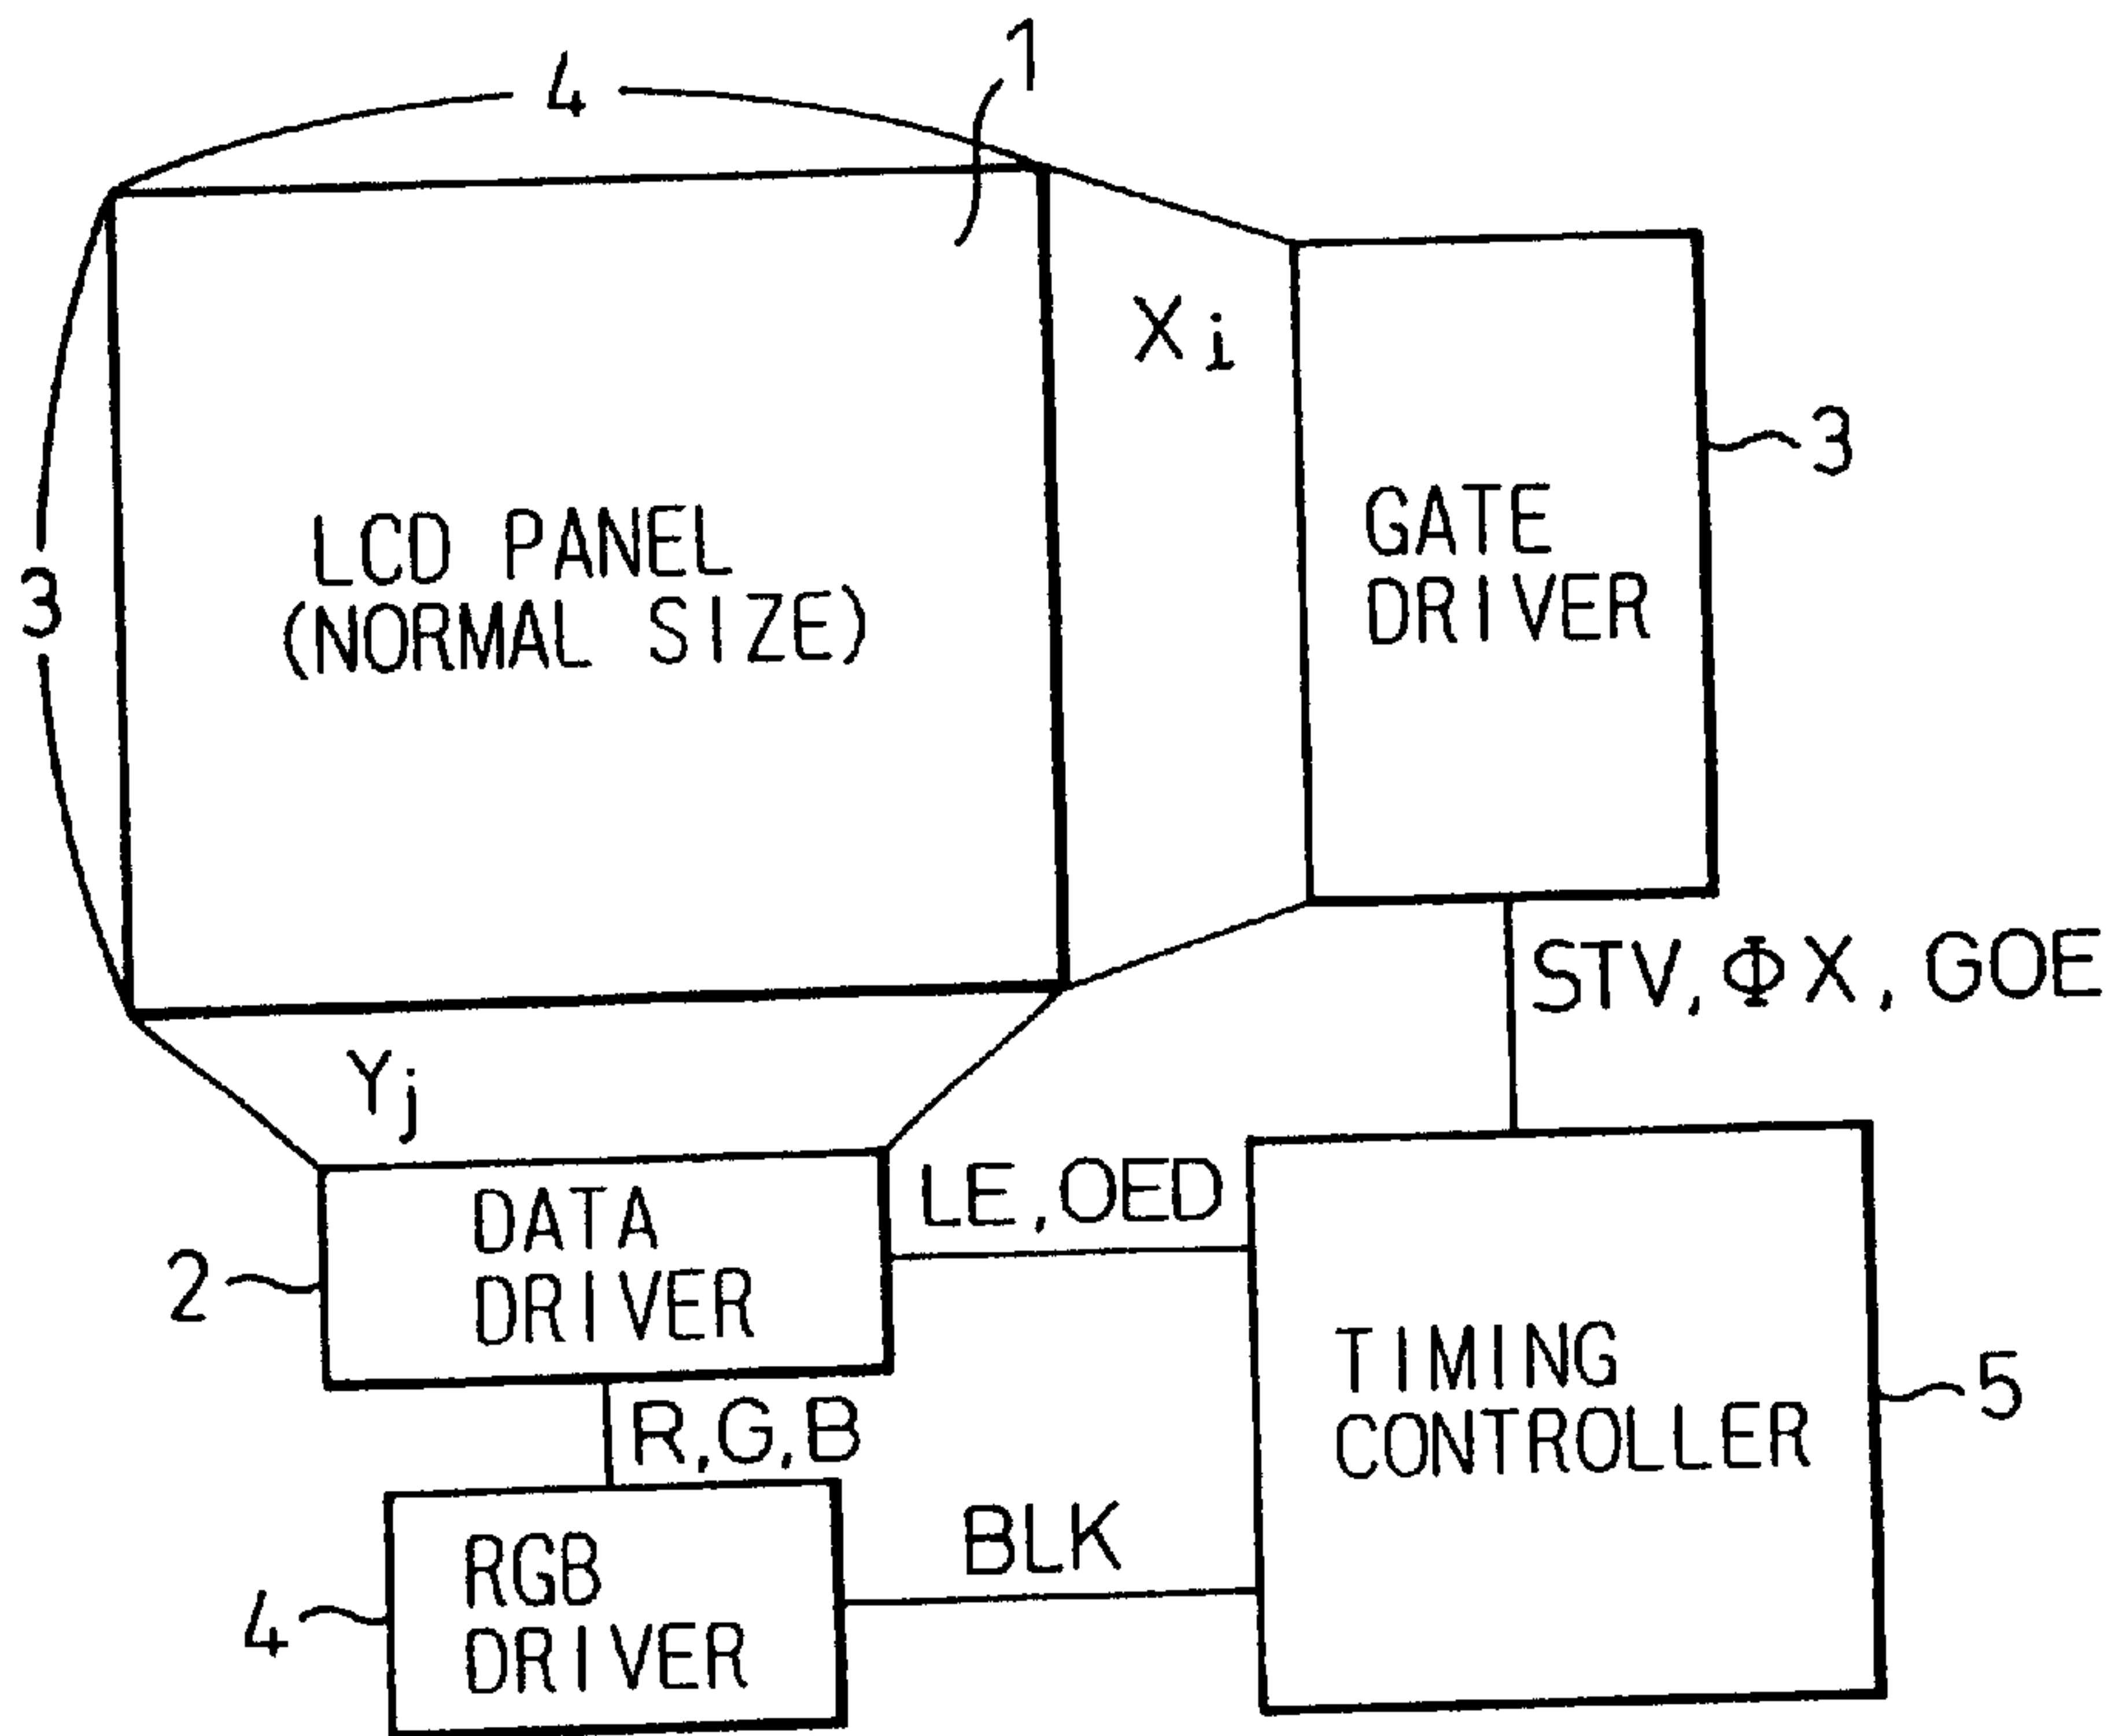 1
4
3
LCD PANEL
(NORMAL SIZE)
Xi
GATE
DRIVER
3
STV, ΦX, GOE
Yj
DATA
DRIVER
2
LE, OED
TIMING
CONTROLLER
5
R,G,B
RGB
DRIVER
4
BLK